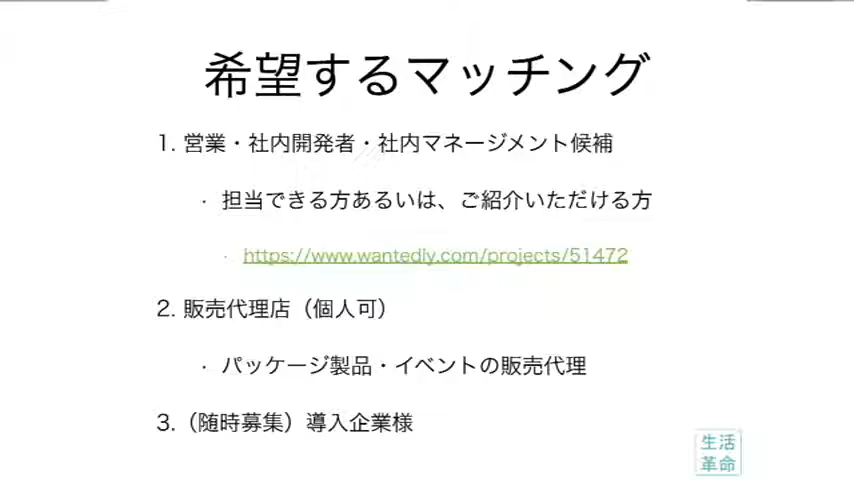 希望するマッチング
1. 営業・社内開発者・社内マネージメント候補
・ 担当できる方あるいは、ご紹介いただける方
・ https://www.wantedly.com/projects/51472
2. 販売代理店（個人可）
・ パッケージ製品・イベントの販売代理
3.（随時募集）導入企業様
生活
革命